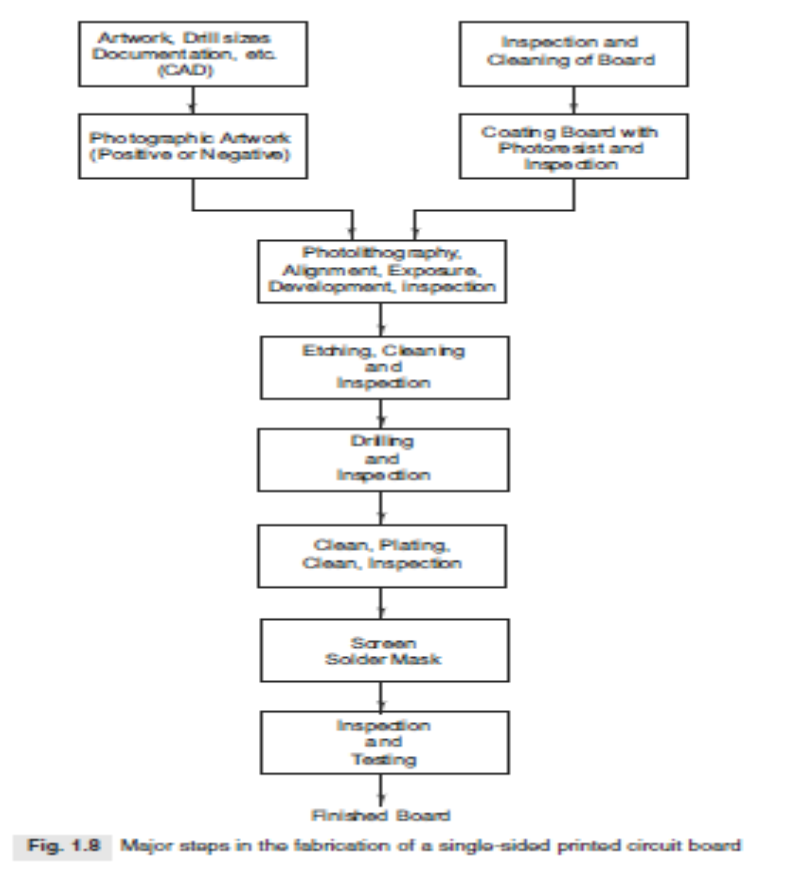 Artwork, Drill sizes
Documentation, etc.
(CAD)
Inspection and
Cleaning of Board
Photographic Artwork
(Positive or Negative)
Coating Board with
Photoresist and
Inspection
Photolithography,
Alignment, Exposure,
Development, inspection
Etching, Cleaning
and
Inspection
Drilling
and
Inspection
Clean, Plating,
Clean, Inspection
Screen
Solder Mask
Inspection
and
Testing
Finished Board
Fig. 1.8 Major steps in the fabrication of a single-sided printed circuit board